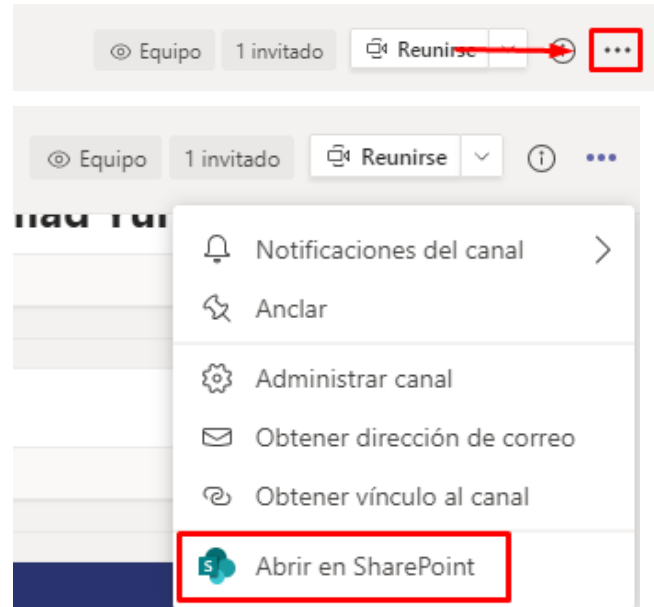 Equipo 1 invitado Reunirse
Equipo 1 invitado Reunirse
Notificaciones del canal
Anclar
Administrar canal
Obtener dirección de correo
Obtener vínculo al canal
S Abrir en SharePoint